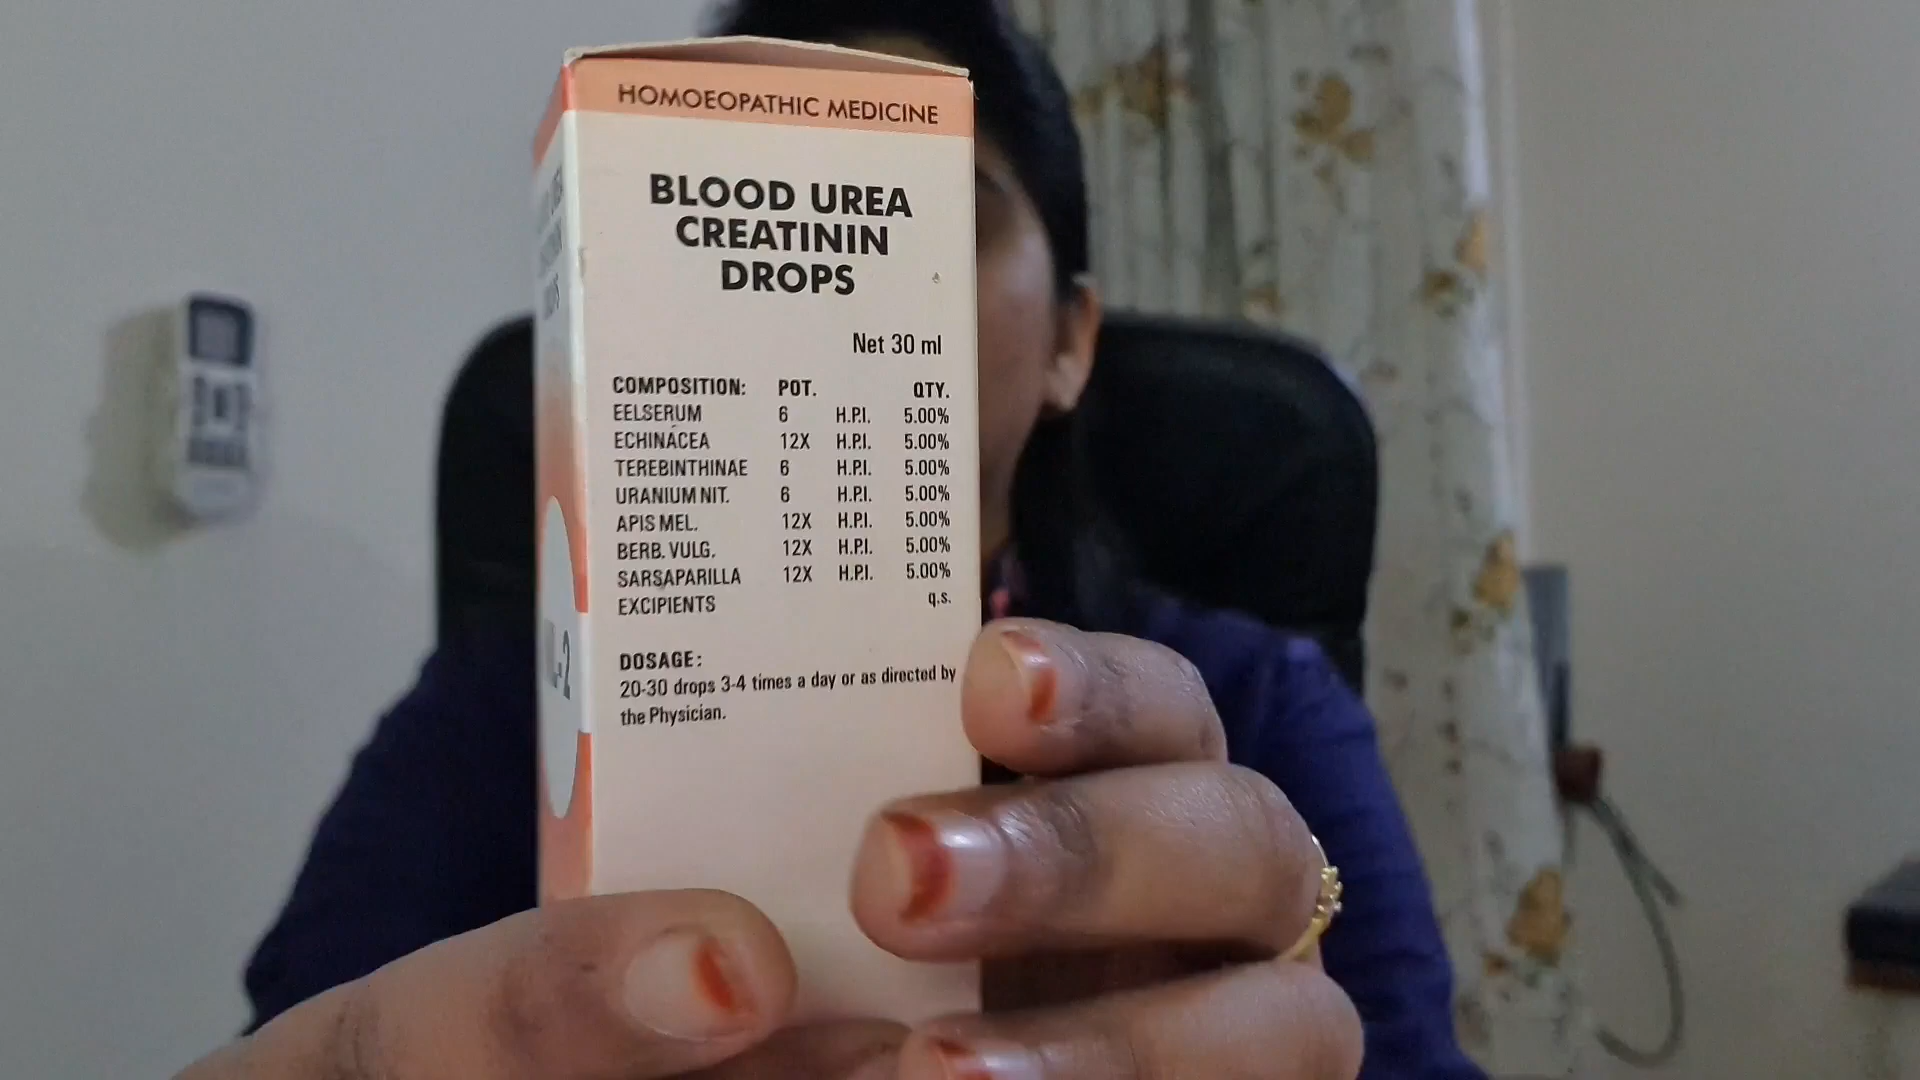 HOMOEOPATHIC MEDICINE
BLOOD UREA
CREATININ
DROPS
Net 30 ml
COMPOSITION: POT. QTY.
EELSERUM 6 H.P.I. 5.00%
ECHINACEA 12X H.P.I. 5.00%
TEREBINTHINAE 6 H.P.I. 5.00%
URANIUM NIT. 6 H.P.I. 5.00%
APIS MEL. 12X H.P.I. 5.00%
BERB. VULG. 12X H.P.I. 5.00%
SARSAPARILLA 12X H.P.I. 5.00%
EXCIPIENTS q.s.
DOSAGE:
20-30 drops 3-4 times a day or as directed by
the Physician.